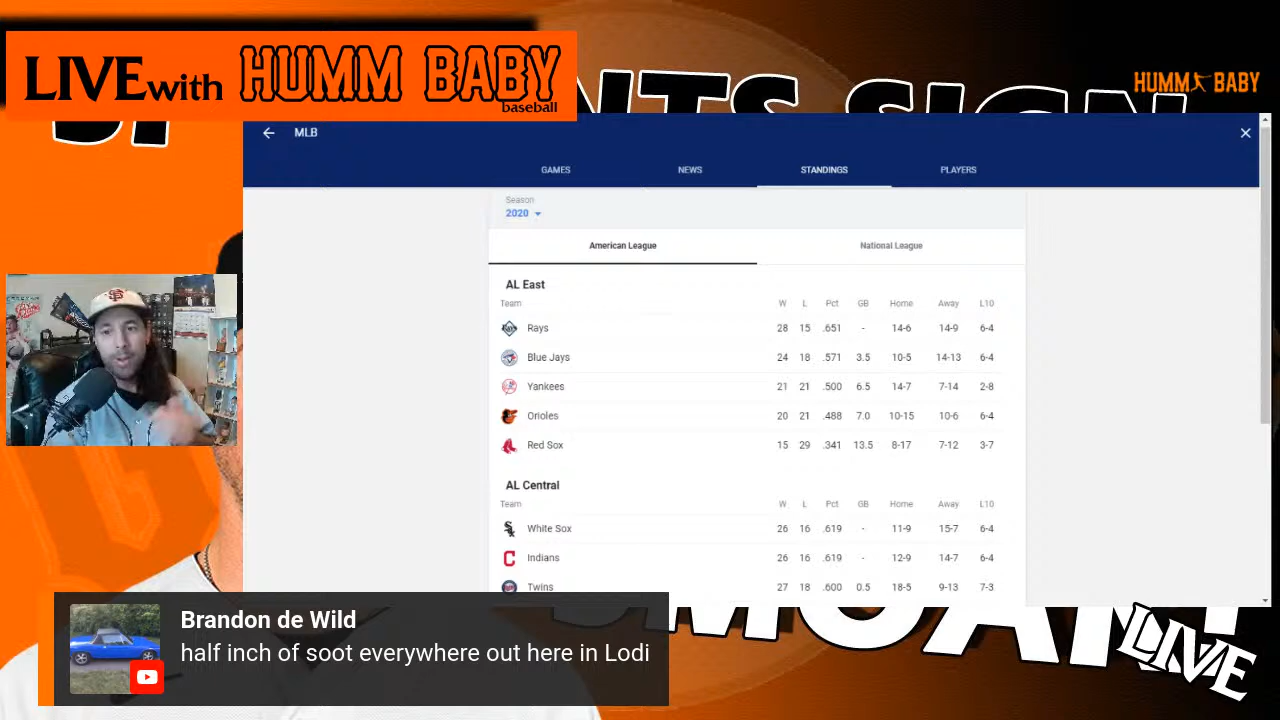 LIVE with HUMM BABY
baseball
HUMM BABY
NTS SIGN
MLB
GAMES NEWS STANDINGS PLAYERS
Season
2020
American League National League
AL East
Team W L Pct GB Home Away L10
Rays 28 15 .651 - 14-6 14-9 6-4
Blue Jays 24 18 .571 3.5 10-5 14-13 6-4
Yankees 21 21 .500 6.5 14-7 7-14 2-8
Orioles 20 21 .488 7.0 10-15 10-6 6-4
Red Sox 15 29 .341 13.5 8-17 7-12 3-7
AL Central
Team W L Pct GB Home Away L10
White Sox 26 16 .619 - 11-9 15-7 6-4
Indians 26 16 .619 - 12-9 14-7 6-4
Twins 27 18 .600 0.5 18-5 9-13 7-3
SMOAK
LIVE
Brandon de Wild
half inch of soot everywhere out here in Lodi